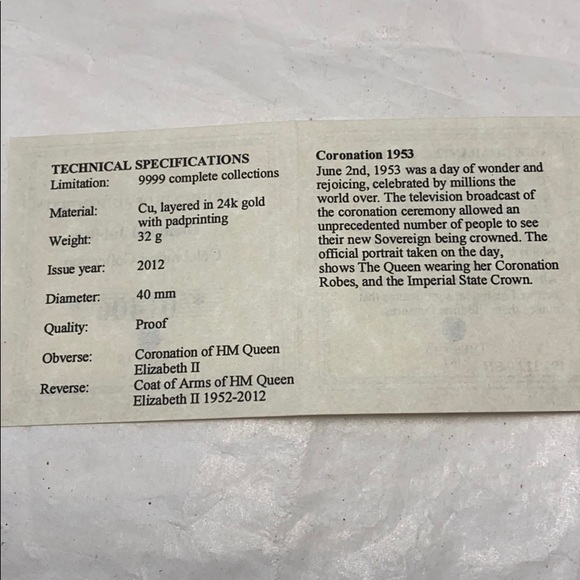 TECHNICAL SPECIFICATIONS
Limitation: 9999 complete collections
Material: Cu, layered in 24k gold
with padprinting
Weight: 32 g
Issue year: 2012
Diameter: 40 mm
Quality: Proof
Obverse: Coronation of HM Queen
Elizabeth II
Reverse: Coat of Arms of HM Queen
Elizabeth II 1952-2012
Coronation 1953
June 2nd, 1953 was a day of wonder and
rejoicing, celebrated by millions the
world over. The television broadcast of
the coronation ceremony allowed an
unprecedented number of people to see
their new Sovereign being crowned. The
official portrait taken on the day,
shows The Queen wearing her Coronation
Robes, and the Imperial State Crown.